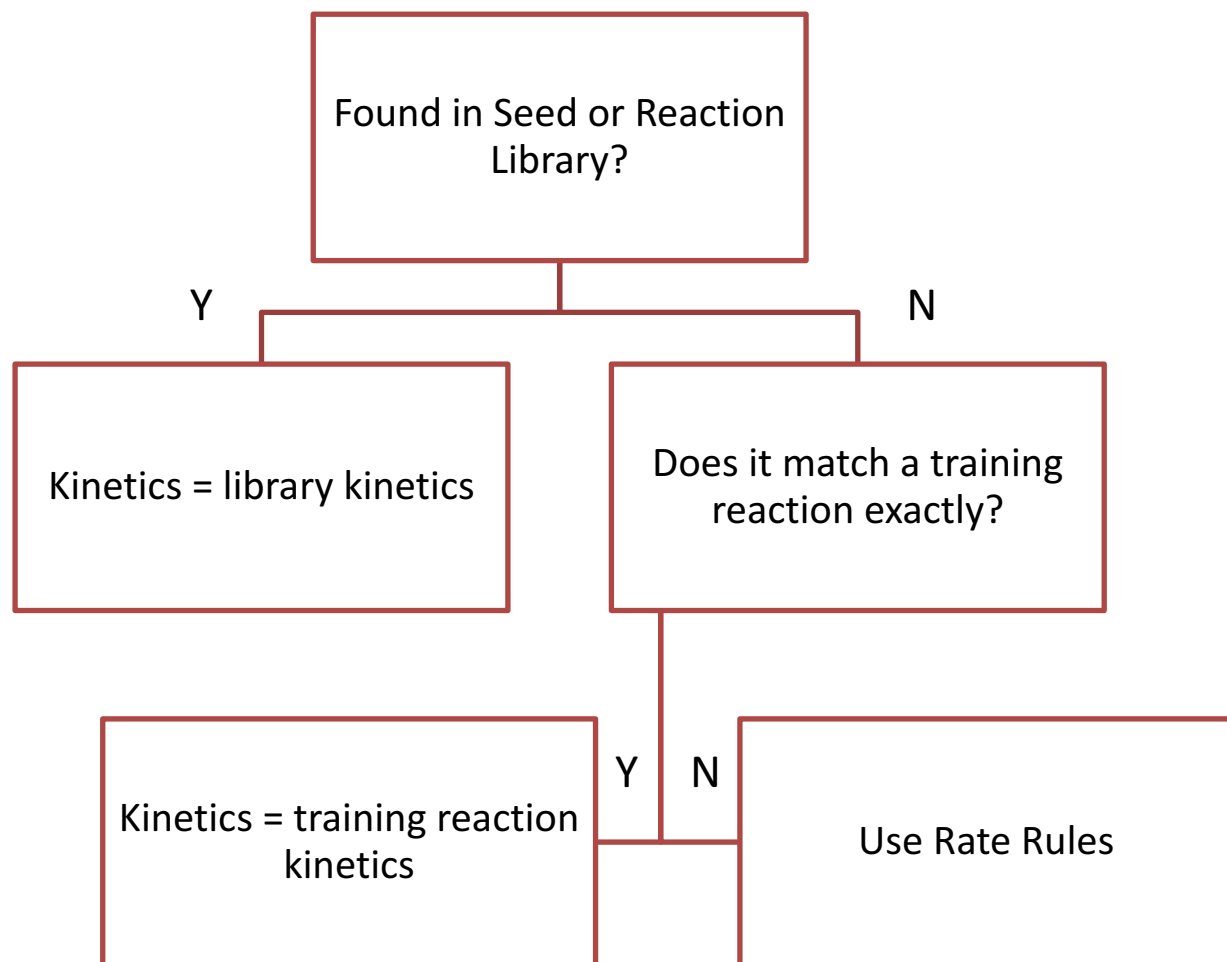 Found in Seed or Reaction
Library?
Y
N
Kinetics = library kinetics
Does it match a training
reaction exactly?
Y
N
Kinetics = training reaction
kinetics
Use Rate Rules